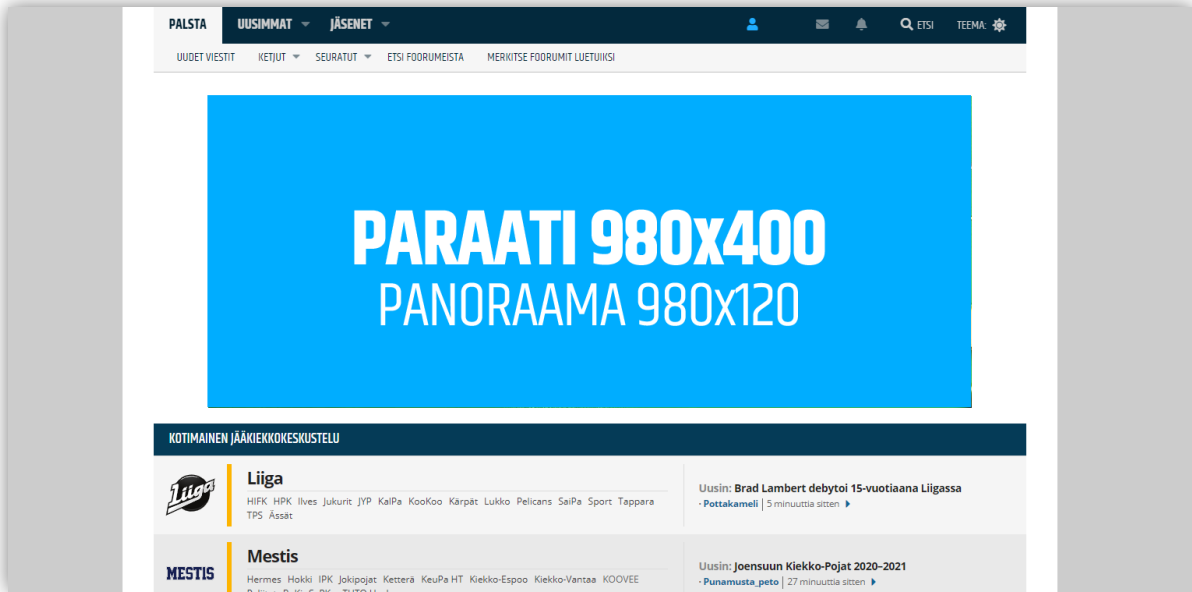 PALSTA UUSIMMAT JÄSENET ETSI TEEMA:
UUDET VIESTIT KETJUT SEURATUT ETSI FOORUMEISTA MERKITSE FOORUMIT LUETUIKSI
PARAATI 980x400
PANORAAMA 980x120
KOTIMAINEN JÄÄKIEKKOKESKUSTELU
Liiga
Liiga
HIFK HPK Ilves Jukurit JYP KalPa KooKoo Kärpät Lukko Pelicans SaiPa Sport Tappara
TPS Ässät
Uusin: Brad Lambert debytoi 15-vuotiaana Liigassa
· Pottakameli | 5 minuuttia sitten
MESTIS
Mestis
Hermes Hokki IPK Jokipojat Ketterä KeuPa HT Kiekko-Espoo Kiekko-Vantaa KOOVEE
Uusin: Joensuun Kiekko-Pojat 2020–2021
· Punamusta_peto | 27 minuuttia sitten